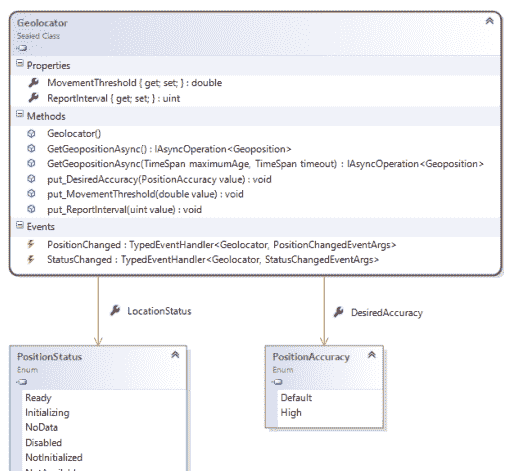 Geolocator
Sealed Class
Properties
MovementThreshold { get; set; } : double
ReportInterval { get; set; } : uint
Methods
Geolocator()
GetGeopositionAsync() : IAsyncOperation<Geoposition>
GetGeopositionAsync(TimeSpan maximumAge, TimeSpan timeout) : IAsyncOperation<Geoposition>
put_DesiredAccuracy(PositionAccuracy value) : void
put_MovementThreshold(double value) : void
put_ReportInterval(uint value) : void
Events
PositionChanged : TypedEventHandler<Geolocator, PositionChangedEventArgs>
StatusChanged : TypedEventHandler<Geolocator, StatusChangedEventArgs>
LocationStatus
DesiredAccuracy
PositionStatus
Enum
Ready
Initializing
NoData
Disabled
NotInitialized
PositionAccuracy
Enum
Default
High